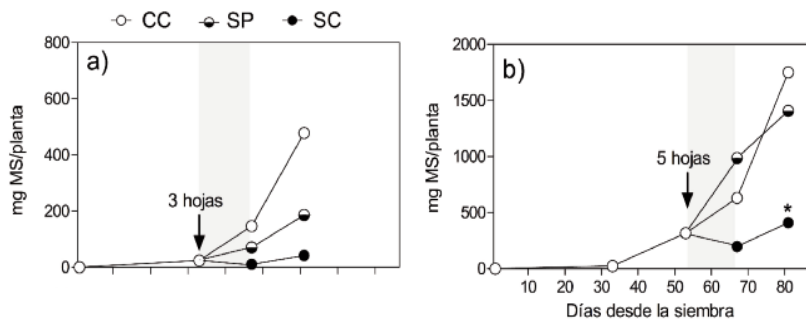 CC SP SC
a)
800
600
400
200
0
mg MS/planta
3 hojas
b)
2000
1500
1000
500
0
mg MS/planta
5 hojas
*
10 20 30 40 50 60 70 80
Días desde la siembra